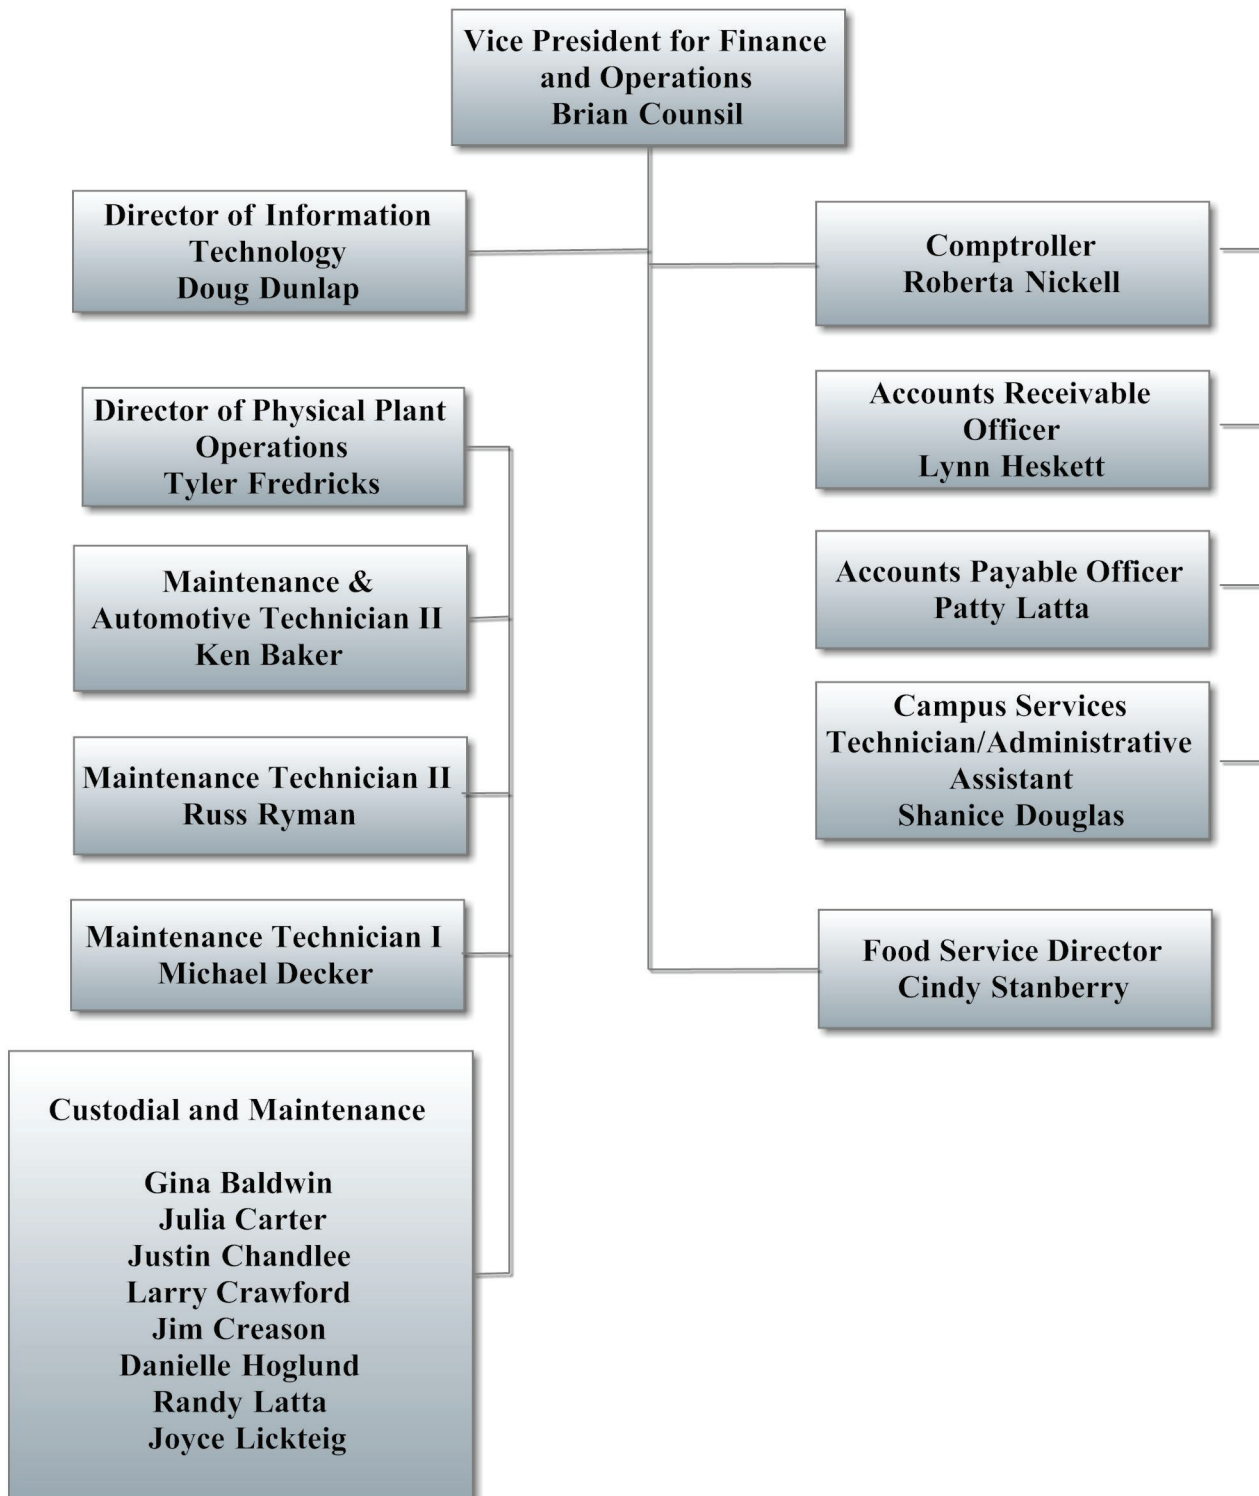 Vice President for Finance
and Operations
Brian Counsil
Director of Information
Technology
Doug Dunlap
Comptroller
Roberta Nickell
Director of Physical Plant
Operations
Tyler Fredricks
Accounts Receivable
Officer
Lynn Heskett
Maintenance &
Automotive Technician II
Ken Baker
Accounts Payable Officer
Patty Latta
Campus Services
Technician/Administrative
Assistant
Shanice Douglas
Maintenance Technician II
Russ Ryman
Maintenance Technician I
Michael Decker
Food Service Director
Cindy Stanberry
Custodial and Maintenance
Gina Baldwin
Julia Carter
Justin Chandlee
Larry Crawford
Jim Creason
Danielle Hoglund
Randy Latta
Joyce Lickteig